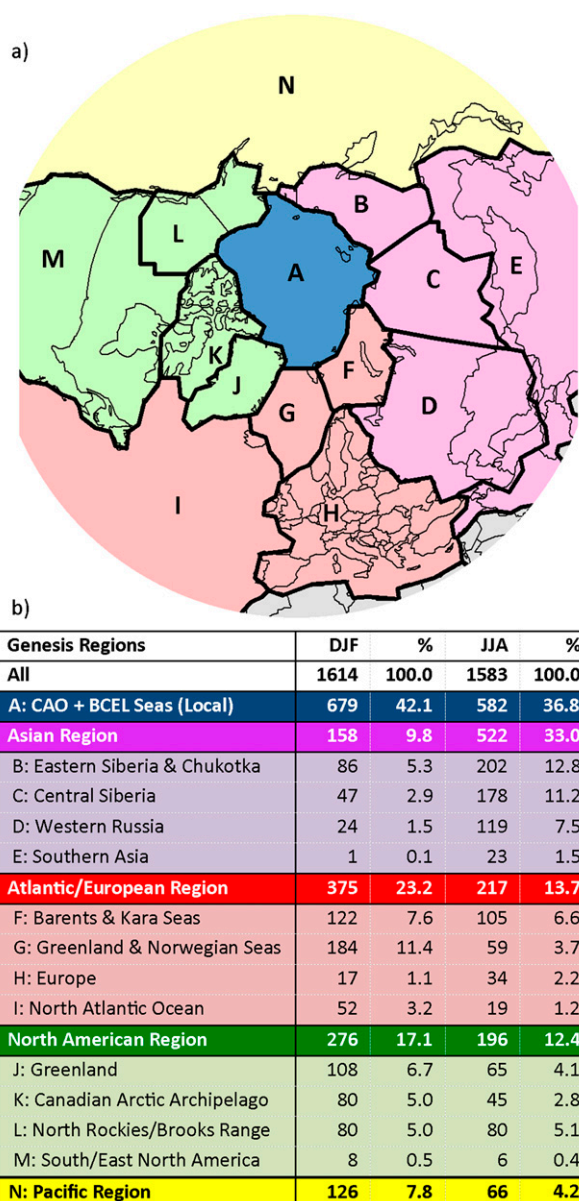 a)
N
B
L
M
A
C
E
K
F
J
D
G
I
H
b)
Genesis Regions DJF % JJA %
All 1614 100.0 1583 100.0
A: CAO + BCEL Seas (Local) 679 42.1 582 36.8
Asian Region 158 9.8 522 33.0
B: Eastern Siberia & Chukotka 86 5.3 202 12.8
C: Central Siberia 47 2.9 178 11.2
D: Western Russia 24 1.5 119 7.5
E: Southern Asia 1 0.1 23 1.5
Atlantic/European Region 375 23.2 217 13.7
F: Barents & Kara Seas 122 7.6 105 6.6
G: Greenland & Norwegian Seas 184 11.4 59 3.7
H: Europe 17 1.1 34 2.2
I: North Atlantic Ocean 52 3.2 19 1.2
North American Region 276 17.1 196 12.4
J: Greenland 108 6.7 65 4.1
K: Canadian Arctic Archipelago 80 5.0 45 2.8
L: North Rockies/Brooks Range 80 5.0 80 5.1
M: South/East North America 8 0.5 6 0.4
N: Pacific Region 126 7.8 66 4.2